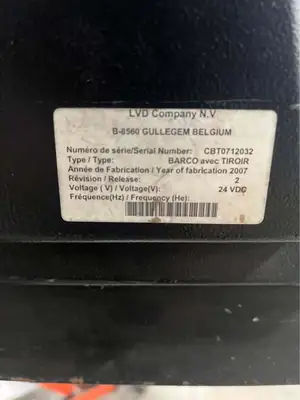 LVD Company N.V
B-8560 GULLEGEM BELGIUM
Numéro de série/Serial Number: CBT0712032
Type / Type: BARCO avec TIROIR
Année de Fabrication / Year of fabrication 2007
Révision / Release: 2
Voltage ( V) / Voltage(V): 24 VDC
Fréquence(Hz) / Frequency (He):